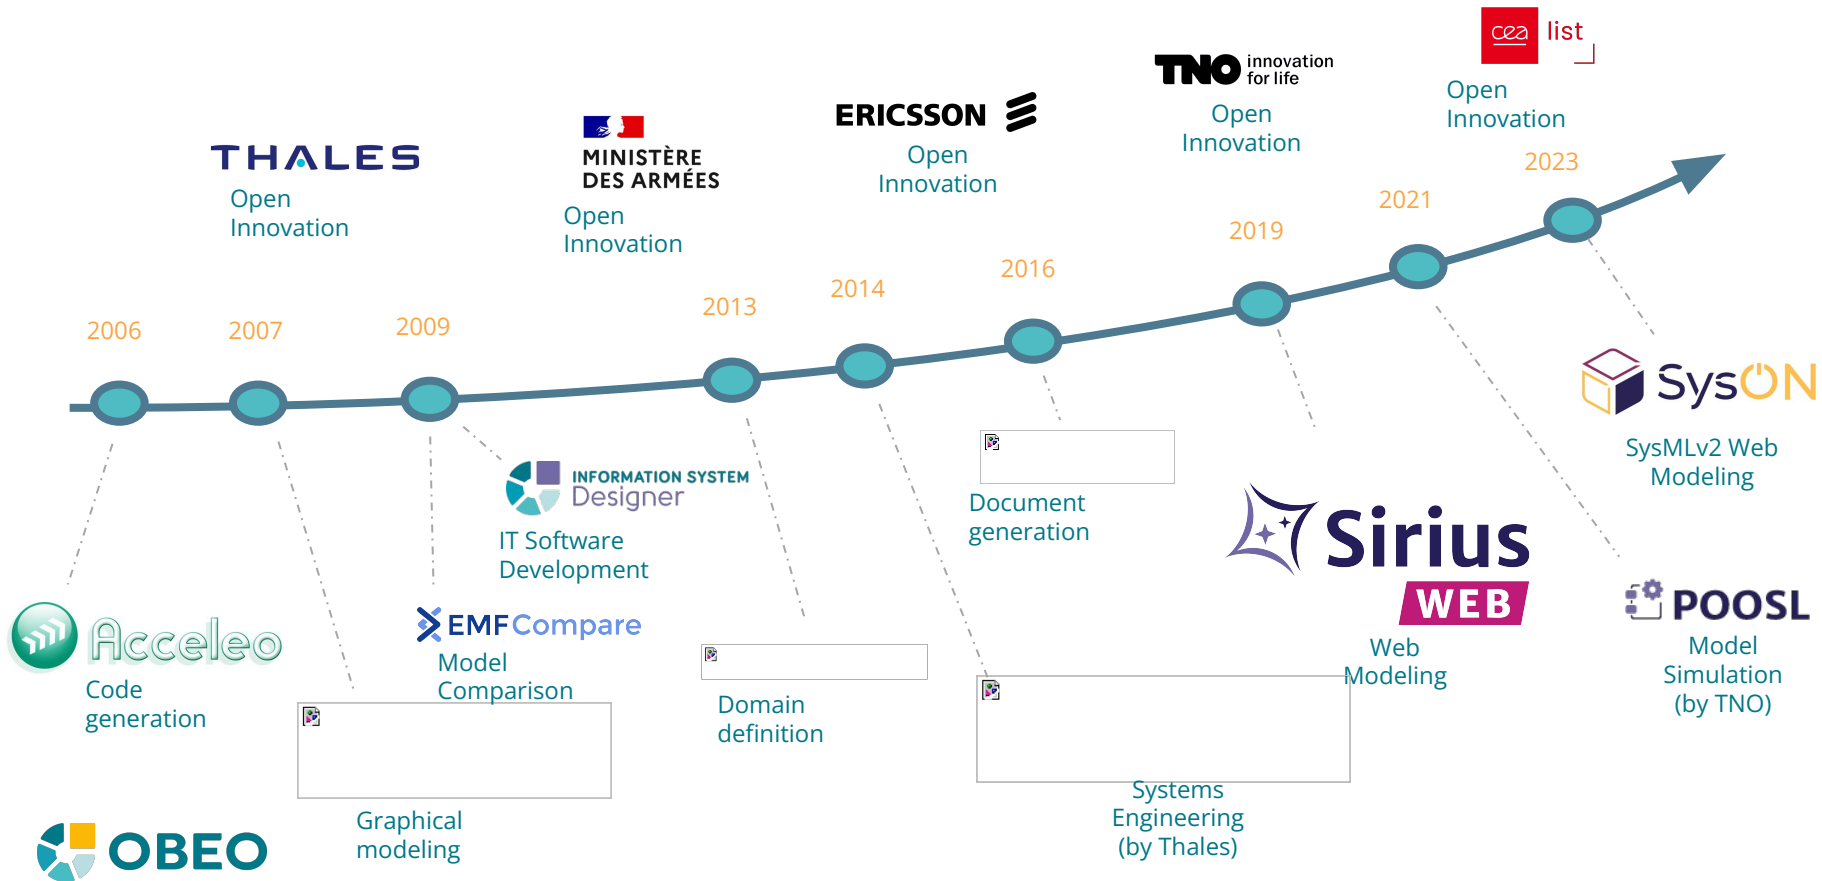 cea list
Open
Innovation
TNO innovation
for life
Open
Innovation
ERICSSON
Open
Innovation
MINISTÈRE
DES ARMÉES
Open
Innovation
THALES
Open
Innovation
2006
2007
2009
2013
2014
2016
2019
2021
2023
INFORMATION SYSTEM
Designer
IT Software
Development
Document
generation
SysON
SysMLv2 Web
Modeling
Sirius
WEB
Web
Modeling
POOSL
Model
Simulation
(by TNO)
Acceleo
Code
generation
EMFCompare
Model
Comparison
Domain
definition
Systems
Engineering
(by Thales)
Graphical
modeling
OBEO